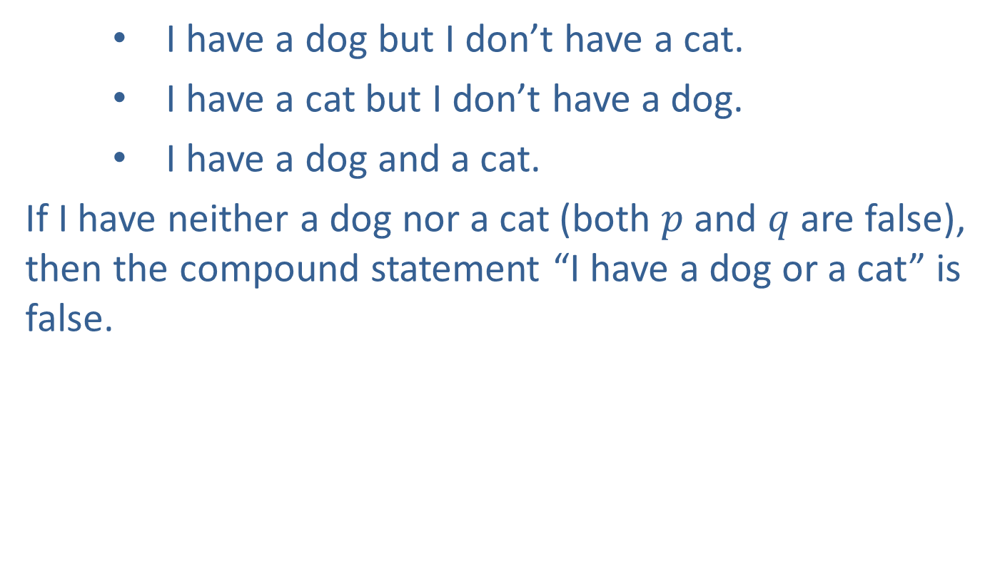 • I have a dog but I don’t have a cat.
• I have a cat but I don’t have a dog.
• I have a dog and a cat.
If I have neither a dog nor a cat (both 𝑝 and 𝑞 are false),
then the compound statement “I have a dog or a cat” is
false.